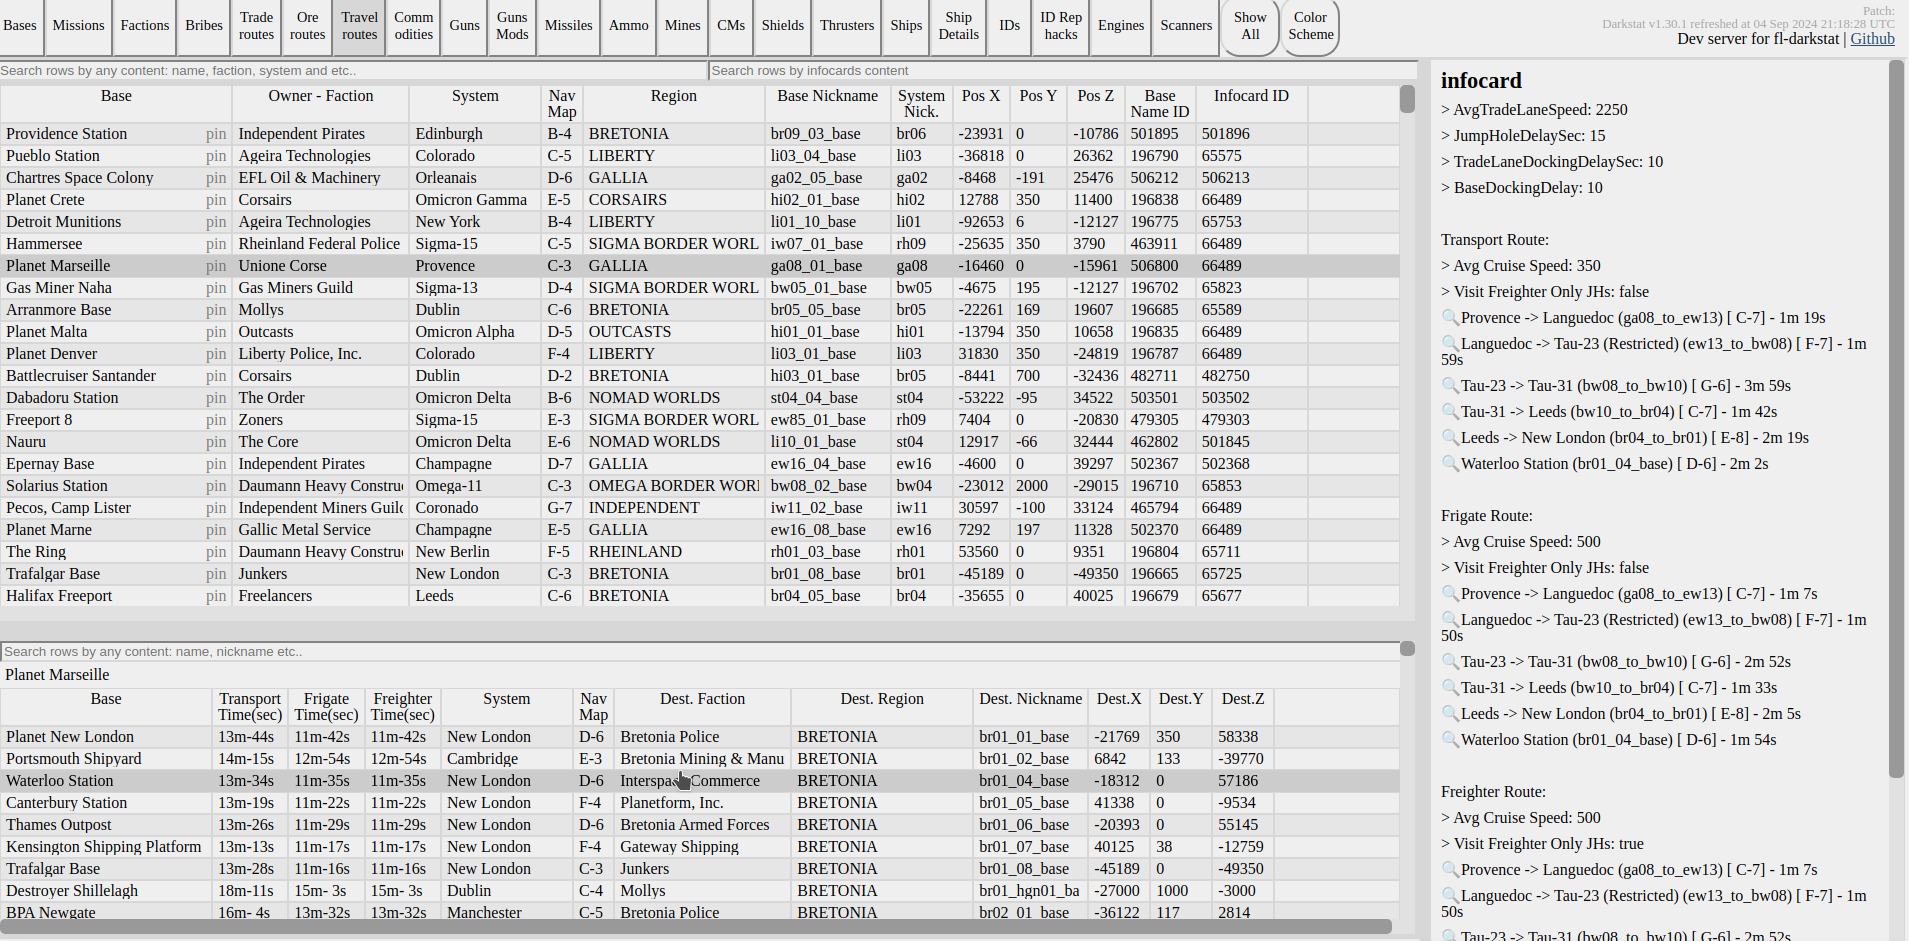 Bases Missions Factions Bribes Trade routes Ore routes Travel routes Comm odities Guns Guns Mods Missiles Ammo Mines CMs Shields Thrusters Ships Ship Details IDs ID Rep hacks Engines Scanners Show All Color Scheme
Patch:
Darkstat v1.30.1 refreshed at 04 Sep 2024 21:18:28 UTC
Dev server for fl-darkstat | Github
Search rows by any content: name, faction, system and etc..
Search rows by infocards content
Base Owner - Faction System Nav Map Region Base Nickname System Nick. Pos X Pos Y Pos Z Base Name ID Infocard ID
Providence Station pin Independent Pirates Edinburgh B-4 BRETONIA br09_03_base br06 -23931 0 -10786 501895 501896
Pueblo Station pin Ageira Technologies Colorado C-5 LIBERTY li03_04_base li03 -36818 0 26362 196790 65575
Chartres Space Colony pin EFL Oil & Machinery Orleanais D-6 GALLIA ga02_05_base ga02 -8468 -191 25476 506212 506213
Planet Crete pin Corsairs Omicron Gamma E-5 CORSAIRS hi02_01_base hi02 12788 350 11400 196838 66489
Detroit Munitions pin Ageira Technologies New York B-4 LIBERTY li01_10_base li01 -92653 6 -12127 196775 65753
Hammersee pin Rheinland Federal Police Sigma-15 C-5 SIGMA BORDER WORL iw07_01_base rh09 -25635 350 3790 463911 66489
Planet Marseille pin Unione Corse Provence C-3 GALLIA ga08_01_base ga08 -16460 0 -15961 506800 66489
Gas Miner Naha pin Gas Miners Guild Sigma-13 D-4 SIGMA BORDER WORL bw05_01_base bw05 -4675 195 -12127 196702 65823
Arranmore Base pin Mollys Dublin C-6 BRETONIA br05_05_base br05 -22261 169 19607 196685 65589
Planet Malta pin Outcasts Omicron Alpha D-5 OUTCASTS hi01_01_base hi01 -13794 350 10658 196835 66489
Planet Denver pin Liberty Police, Inc. Colorado F-4 LIBERTY li03_01_base li03 31830 350 -24819 196787 66489
Battlecruiser Santander pin Corsairs Dublin D-2 BRETONIA hi03_01_base br05 -8441 700 -32436 482711 482750
Dabadoru Station pin The Order Omicron Delta B-6 NOMAD WORLDS st04_04_base st04 -53222 -95 34522 503501 503502
Freeport 8 pin Zoners Sigma-15 E-3 SIGMA BORDER WORL ew85_01_base rh09 7404 0 -20830 479305 479303
Nauru pin The Core Omicron Delta E-6 NOMAD WORLDS li10_01_base st04 12917 -66 32444 462802 501845
Epernay Base pin Independent Pirates Champagne D-7 GALLIA ew16_04_base ew16 -4600 0 39297 502367 502368
Solarius Station pin Daumann Heavy Constru Omega-11 C-3 OMEGA BORDER WORL bw08_02_base bw04 -23012 2000 -29015 196710 65853
Pecos, Camp Lister pin Independent Miners Guild Coronado G-7 INDEPENDENT iw11_02_base iw11 30597 -100 33124 465794 66489
Planet Marne pin Gallic Metal Service Champagne E-5 GALLIA ew16_08_base ew16 7292 197 11328 502370 66489
The Ring pin Daumann Heavy Constru New Berlin F-5 RHEINLAND rh01_03_base rh01 53560 0 9351 196804 65711
Trafalgar Base pin Junkers New London C-3 BRETONIA br01_08_base br01 -45189 0 -49350 196665 65725
Halifax Freeport pin Freelancers Leeds C-6 BRETONIA br04_05_base br04 -35655 0 40025 196679 65677
Search rows by any content: name, nickname etc..
Planet Marseille
Base Transport Time(sec) Frigate Time(sec) Freighter Time(sec) System Nav Map Dest. Faction Dest. Region Dest. Nickname Dest.X Dest.Y Dest.Z
Planet New London 13m-44s 11m-42s 11m-42s New London D-6 Bretonia Police BRETONIA br01_01_base -21769 350 58338
Portsmouth Shipyard 14m-15s 12m-54s 12m-54s Cambridge E-3 Bretonia Mining & Manu BRETONIA br01_02_base 6842 133 -39770
Waterloo Station 13m-34s 11m-35s 11m-35s New London D-6 Interspace Commerce BRETONIA br01_04_base -18312 0 57186
Canterbury Station 13m-19s 11m-22s 11m-22s New London F-4 Planetform, Inc. BRETONIA br01_05_base 41338 0 -9534
Thames Outpost 13m-26s 11m-29s 11m-29s New London D-6 Bretonia Armed Forces BRETONIA br01_06_base -20393 0 55145
Kensington Shipping Platform 13m-13s 11m-17s 11m-17s New London F-4 Gateway Shipping BRETONIA br01_07_base 40125 38 -12759
Trafalgar Base 13m-28s 11m-16s 11m-16s New London C-3 Junkers BRETONIA br01_08_base -45189 0 -49350
Destroyer Shillelagh 18m-11s 15m- 3s 15m- 3s Dublin C-4 Mollys BRETONIA br01_hgn01_ba -27000 1000 -3000
BPA Newgate 16m- 4s 13m-32s 13m-32s Manchester C-5 Bretonia Police BRETONIA br02_01_base -36122 117 2814
infocard
> AvgTradeLaneSpeed: 2250
> JumpHoleDelaySec: 15
> TradeLaneDockingDelaySec: 10
> BaseDockingDelay: 10
Transport Route:
> Avg Cruise Speed: 350
> Visit Freighter Only JHs: false
🔍Provence -> Languedoc (ga08_to_ew13) [ C-7] - 1m 19s
🔍Languedoc -> Tau-23 (Restricted) (ew13_to_bw08) [ F-7] - 1m
59s
🔍Tau-23 -> Tau-31 (bw08_to_bw10) [ G-6] - 3m 59s
🔍Tau-31 -> Leeds (bw10_to_br04) [ C-7] - 1m 42s
🔍Leeds -> New London (br04_to_br01) [ E-8] - 2m 19s
🔍Waterloo Station (br01_04_base) [ D-6] - 2m 2s
Frigate Route:
> Avg Cruise Speed: 500
> Visit Freighter Only JHs: false
🔍Provence -> Languedoc (ga08_to_ew13) [ C-7] - 1m 7s
🔍Languedoc -> Tau-23 (Restricted) (ew13_to_bw08) [ F-7] - 1m
50s
🔍Tau-23 -> Tau-31 (bw08_to_bw10) [ G-6] - 2m 52s
🔍Tau-31 -> Leeds (bw10_to_br04) [ C-7] - 1m 33s
🔍Leeds -> New London (br04_to_br01) [ E-8] - 2m 5s
🔍Waterloo Station (br01_04_base) [ D-6] - 1m 54s
Freighter Route:
> Avg Cruise Speed: 500
> Visit Freighter Only JHs: true
🔍Provence -> Languedoc (ga08_to_ew13) [ C-7] - 1m 7s
🔍Languedoc -> Tau-23 (Restricted) (ew13_to_bw08) [ F-7] - 1m
50s
🔍Tau-23 -> Tau-31 (bw08_to_bw10) [ G-6] - 2m 52s